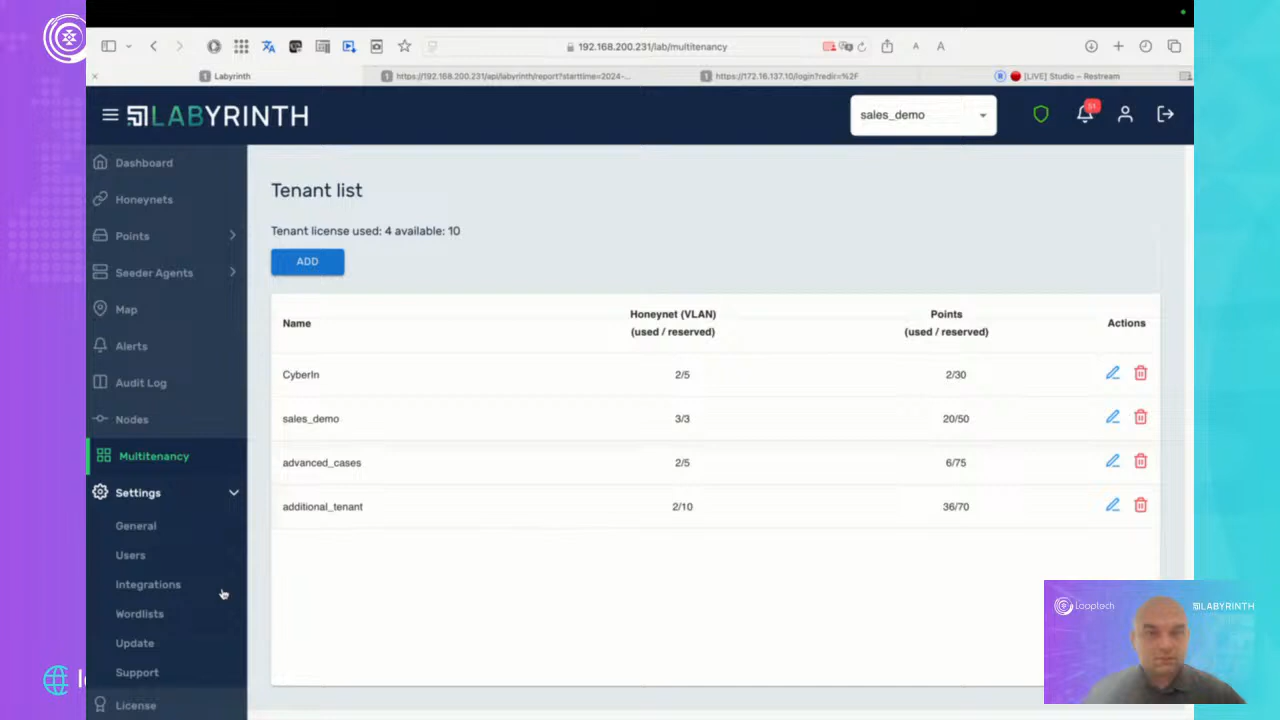 192.168.200.231/lab/multitenancy
A A
1 Labyrinth
1 https://192.168.200.231/api/labyrinth/report?starttime=2024-...
1 https://172.16.137.10/login?redir=%2F
R [LIVE] Studio – Restream
LABYRINTH
sales_demo
51
Dashboard
Honeynets
Points
Seeder Agents
Map
Alerts
Audit Log
Nodes
Multitenancy
Settings
General
Users
Integrations
Wordlists
Update
Support
License
Tenant list
Tenant license used: 4 available: 10
ADD
Name Honeynet (VLAN) (used / reserved) Points (used / reserved) Actions
CyberIn 2/5 2/30
sales_demo 3/3 20/50
advanced_cases 2/5 6/75
additional_tenant 2/10 36/70
Looptech LABYRINTH